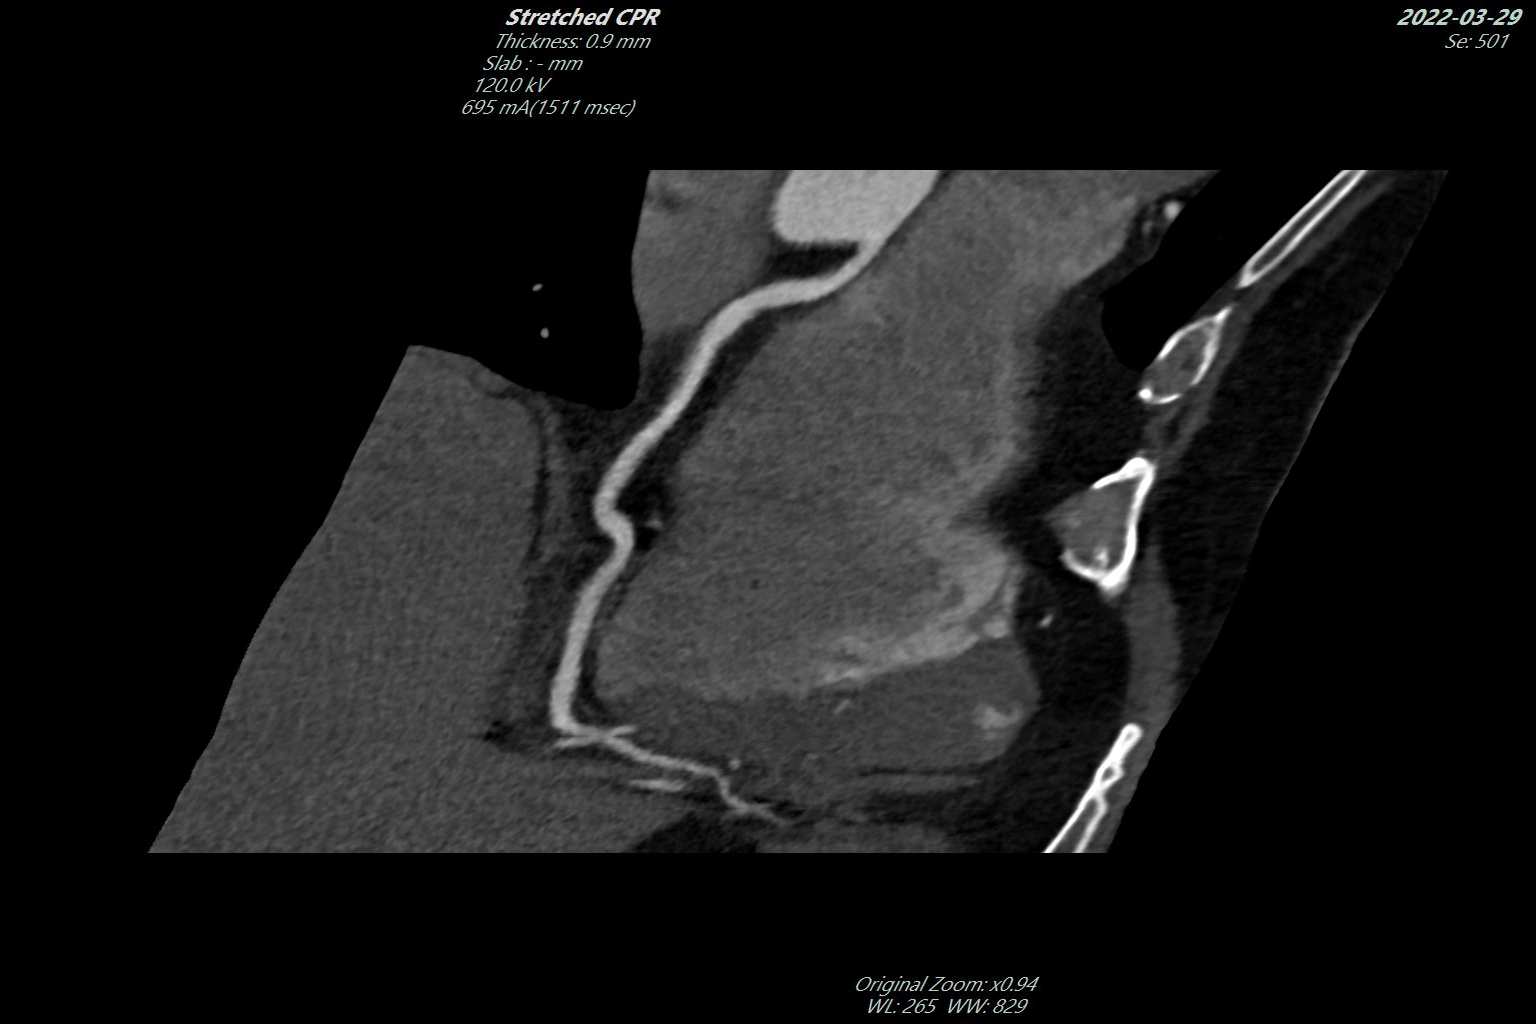 Stretched CPR
Thickness: 0.9 mm
Slab : - mm
120.0 kV
695 mA(1511 msec)
2022-03-29
Se: 501
Original Zoom: x0.94
WL: 265 WW: 829